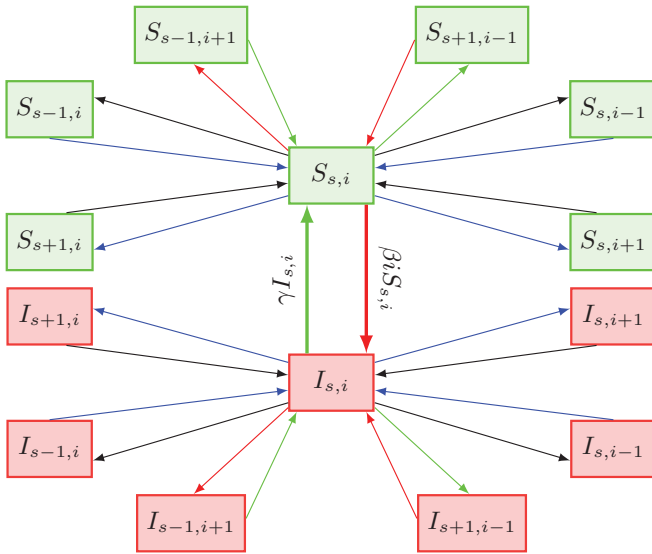 S_{s-1,i+1} S_{s+1,i-1}
S_{s-1,i} S_{s,i-1}
S_{s,i}
S_{s+1,i} S_{s,i+1}
γI_{s,i} βiS_{s,i}
I_{s+1,i} I_{s,i+1}
I_{s,i}
I_{s-1,i} I_{s,i-1}
I_{s-1,i+1} I_{s+1,i-1}